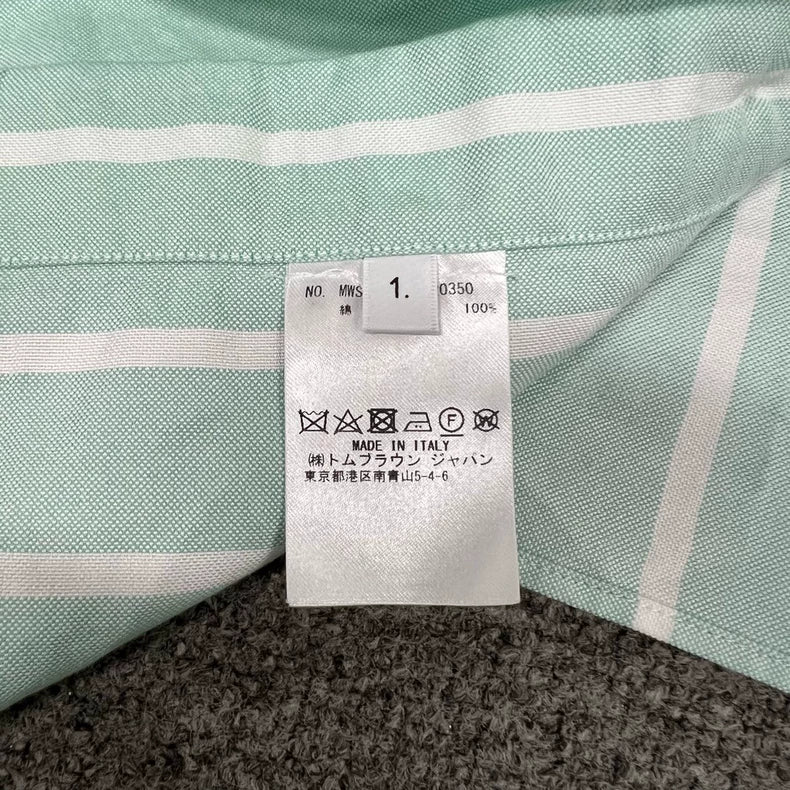 NO. MWS 0350
1.
綿 100%
F W
MADE IN ITALY
㈱トムブラウン ジャパン
東京都港区南青山5-4-6